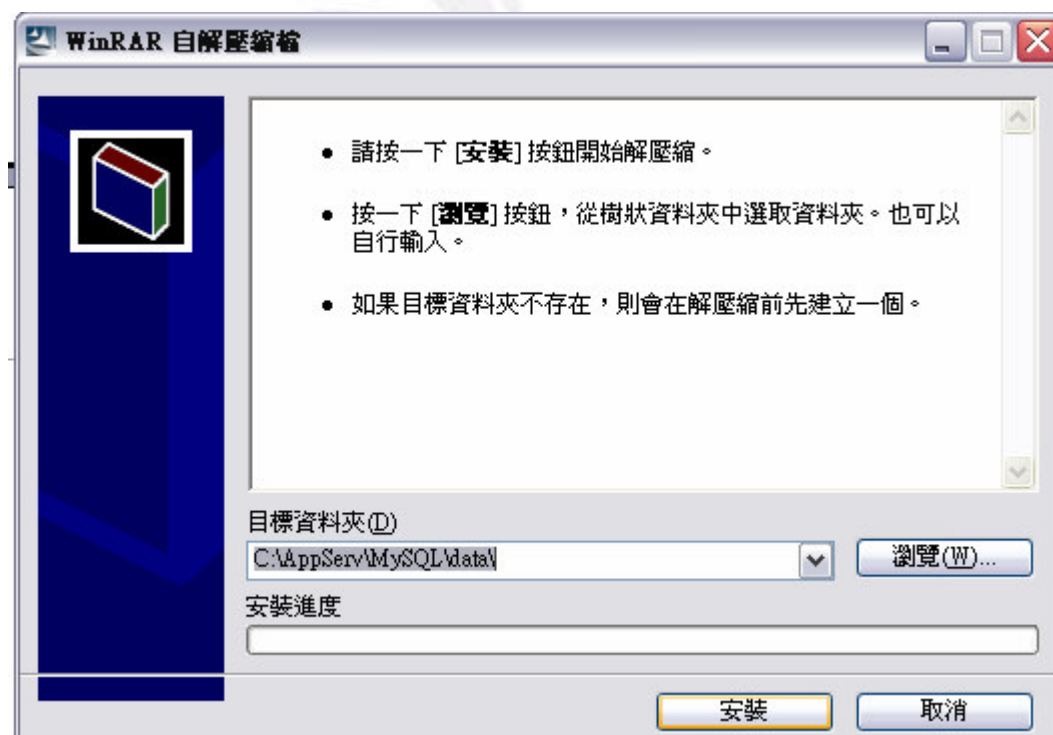 WinRAR 自解壓縮檔
● 請按一下 [安裝] 按鈕開始解壓縮。
● 按一下 [瀏覽] 按鈕，從樹狀資料夾中選取資料夾。也可以
自行輸入。
● 如果目標資料夾不存在，則會在解壓縮前先建立一個。
目標資料夾(D)
C:\AppServ\MySQL\data\
瀏覽(W)...
安裝進度
安裝
取消